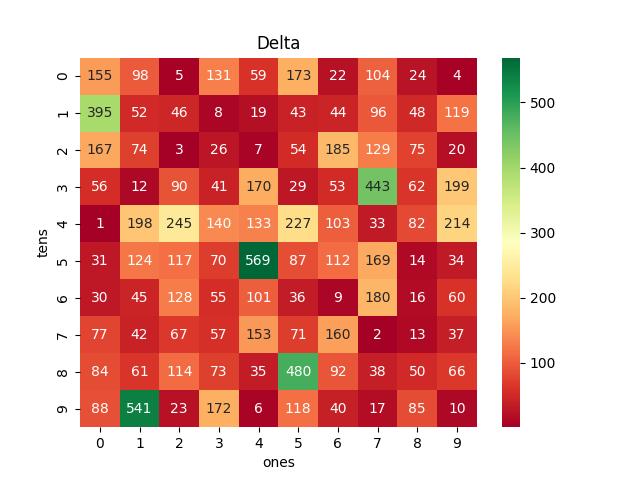 Delta
0 155 98 5 131 59 173 22 104 24 4
1 395 52 46 8 19 43 44 96 48 119
2 167 74 3 26 7 54 185 129 75 20
3 56 12 90 41 170 29 53 443 62 199
4 1 198 245 140 133 227 103 33 82 214
5 31 124 117 70 569 87 112 169 14 34
6 30 45 128 55 101 36 9 180 16 60
7 77 42 67 57 153 71 160 2 13 37
8 84 61 114 73 35 480 92 38 50 66
9 88 541 23 172 6 118 40 17 85 10
0 1 2 3 4 5 6 7 8 9
ones
tens
500
400
300
200
100